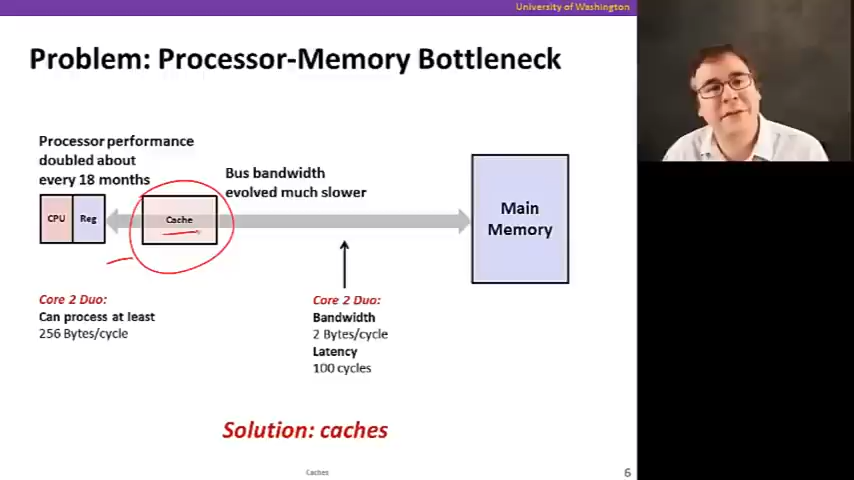 University of Washington
Problem: Processor-Memory Bottleneck
Processor performance
doubled about
every 18 months
Bus bandwidth
evolved much slower
CPU
Reg
Cache
Main
Memory
Core 2 Duo:
Can process at least
256 Bytes/cycle
Core 2 Duo:
Bandwidth
2 Bytes/cycle
Latency
100 cycles
Solution: caches
Caches
6